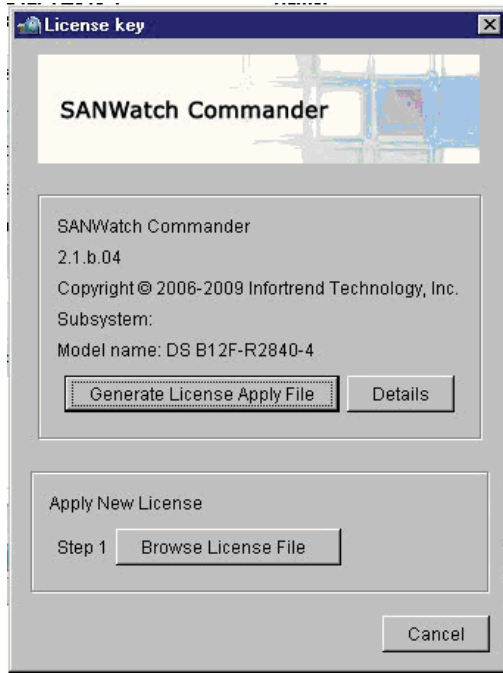 License key
SANWatch Commander
SANWatch Commander
2.1.b.04
Copyright © 2006-2009 Infortrend Technology, Inc.
Subsystem:
Model name: DS B12F-R2840-4
Generate License Apply File
Details
Apply New License
Step 1
Browse License File
Cancel